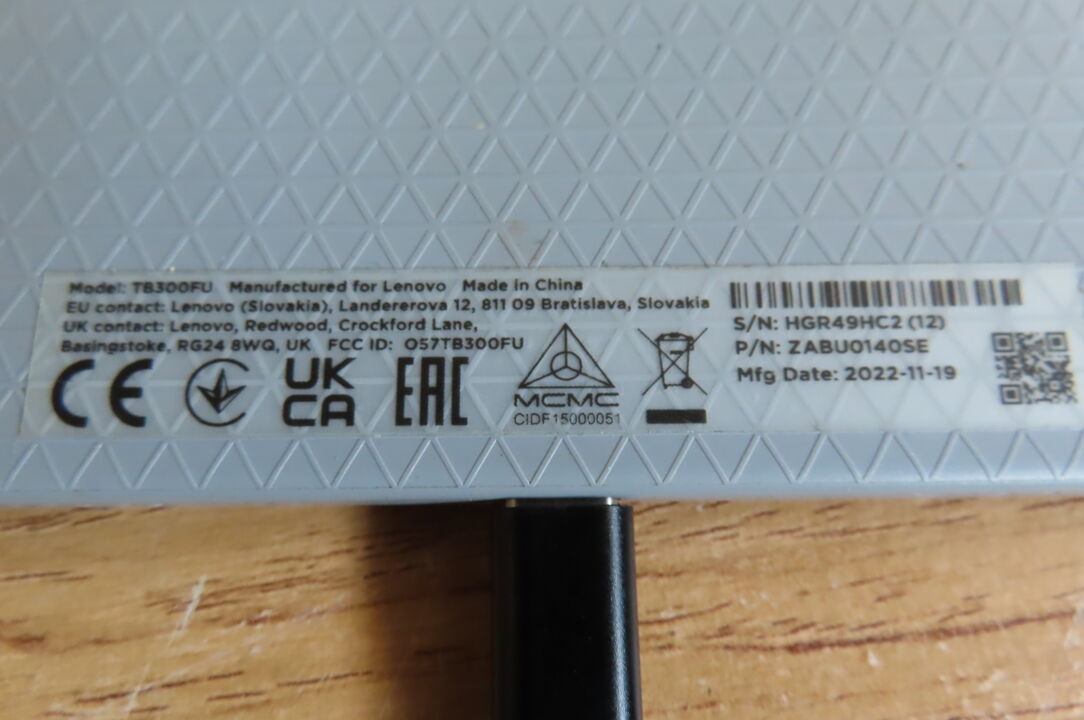 Model: TB300FU Manufactured for Lenovo Made in China
EU contact: Lenovo (Slovakia), Landererova 12, 811 09 Bratislava, Slovakia
UK contact: Lenovo, Redwood, Crockford Lane,
Basingstoke, RG24 8WQ, UK FCC ID: O57TB300FU
CE
UK
CA
EAC
MCMC
CIDF15000051
S/N: HGR49HC2 (12)
P/N: ZABU0140SE
Mfg Date: 2022-11-19